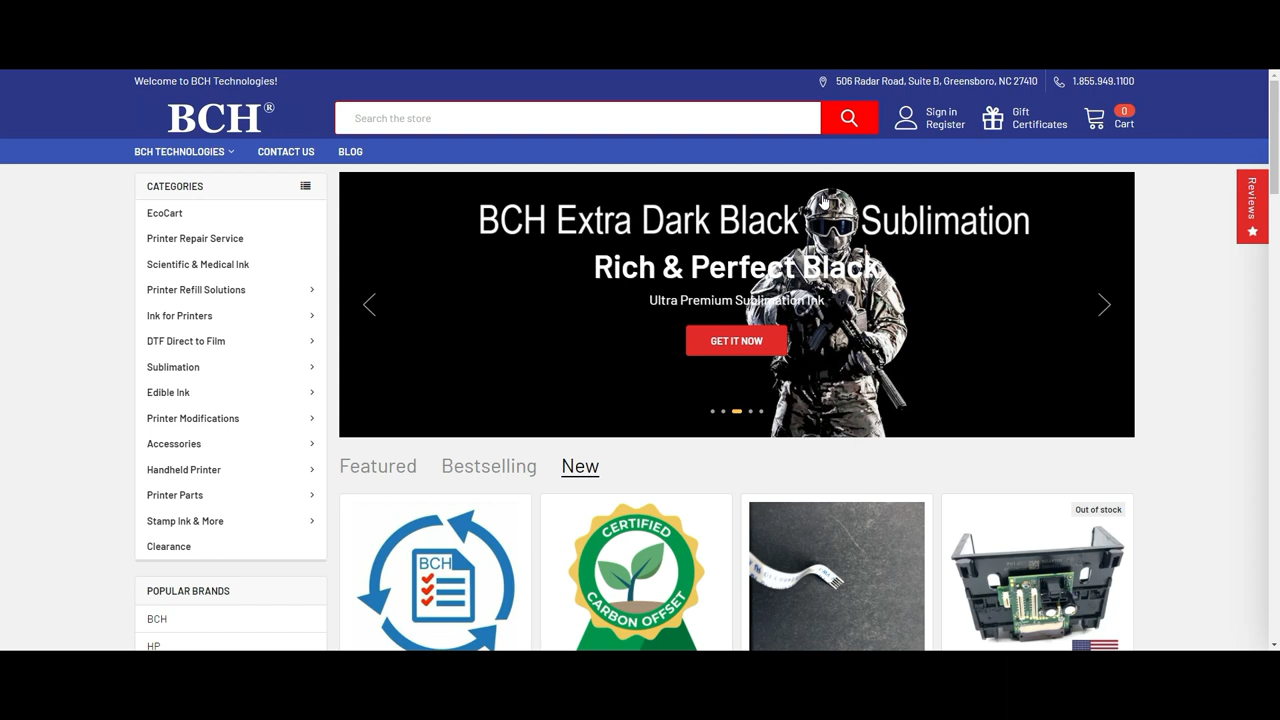 Welcome to BCH Technologies!
506 Radar Road, Suite B, Greensboro, NC 27410
1.855.949.1100
BCH®
Search the store
Sign in
Register
Gift
Certificates
0
Cart
BCH TECHNOLOGIES
CONTACT US
BLOG
CATEGORIES
EcoCart
Printer Repair Service
Scientific & Medical Ink
Printer Refill Solutions
Ink for Printers
DTF Direct to Film
Sublimation
Edible Ink
Printer Modifications
Accessories
Handheld Printer
Printer Parts
Stamp Ink & More
Clearance
POPULAR BRANDS
BCH
HP
BCH Extra Dark Black Sublimation
Rich & Perfect Black
Ultra Premium Sublimation Ink
GET IT NOW
Reviews
Featured
Bestselling
New
BCH
CERTIFIED
CARBON OFFSET
Out of stock